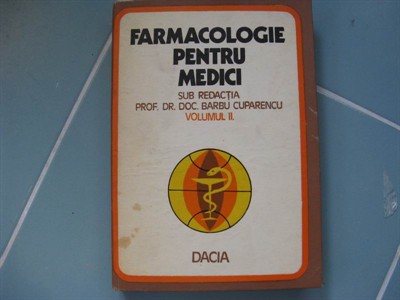 FARMACOLOGIE
PENTRU
MEDICI
SUB REDACȚIA
PROF. DR. DOC. BARBU CUPARENCU
VOLUMUL II.
DACIA